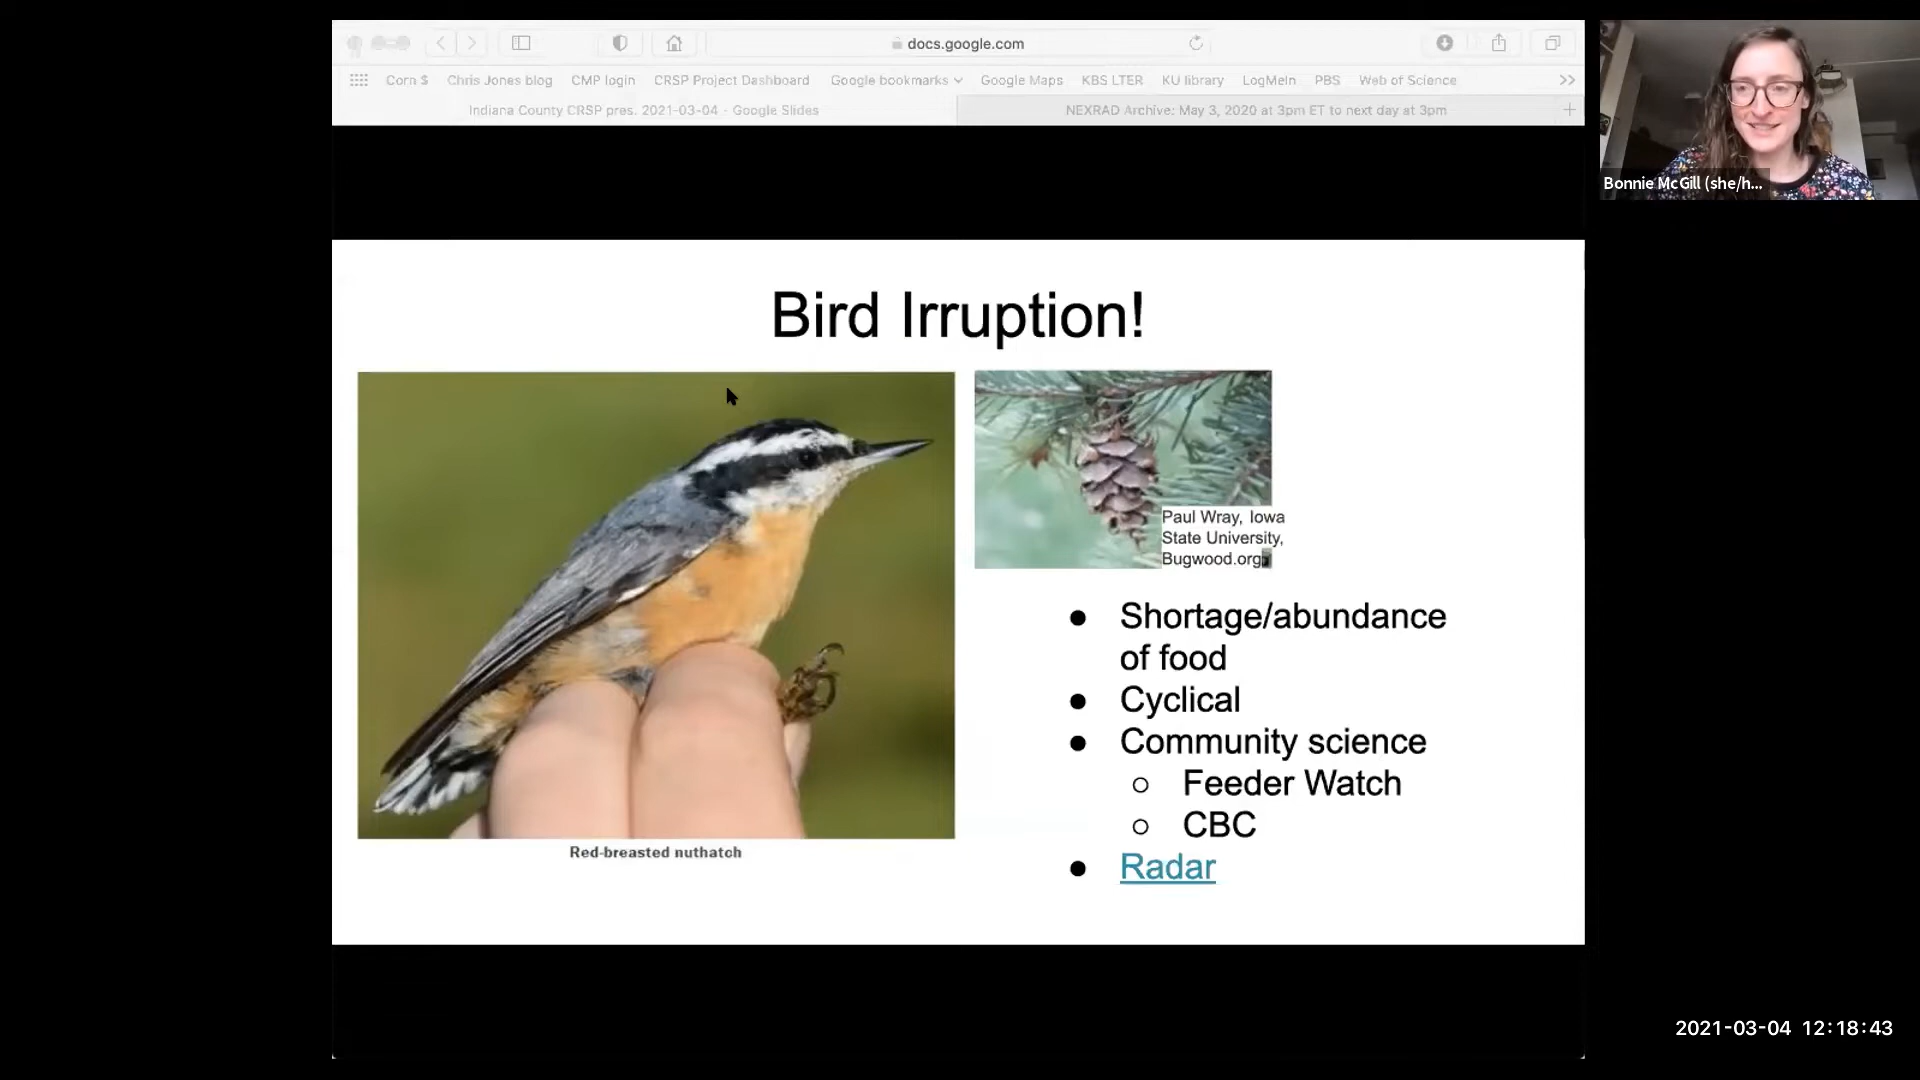 docs.google.com
Corn $ Chris Jones blog CMP login CRSP Project Dashboard Google bookmarks Google Maps KBS LTER KU library LogMeIn PBS Web of Science
Indiana County CRSP pres. 2021-03-04 - Google Slides
NEXRAD Archive: May 3, 2020 at 3pm ET to next day at 3pm
Bonnie McGill (she/h...
Bird Irruption!
Paul Wray, Iowa
State University,
Bugwood.org
Red-breasted nuthatch
● Shortage/abundance
of food
● Cyclical
● Community science
○ Feeder Watch
○ CBC
● Radar
2021-03-04 12:18:43